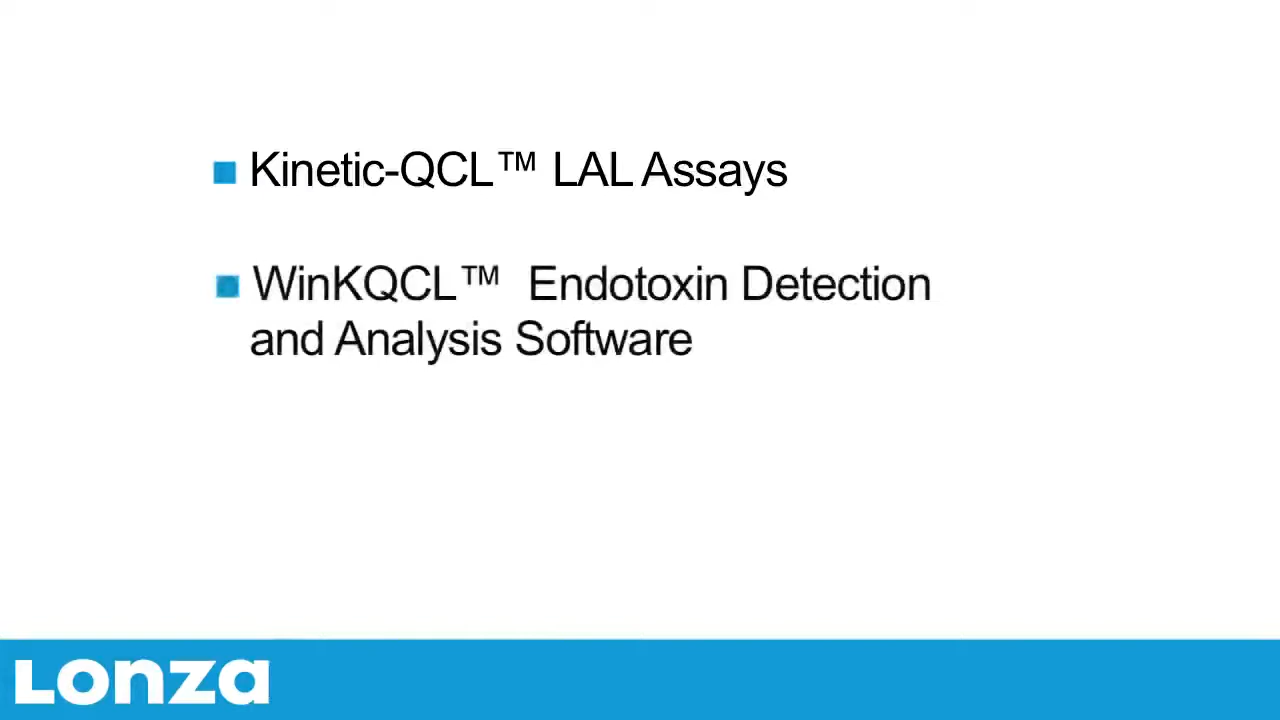 Kinetic-QCL™ LAL Assays
WinKQCL™ Endotoxin Detection
and Analysis Software
Lonza